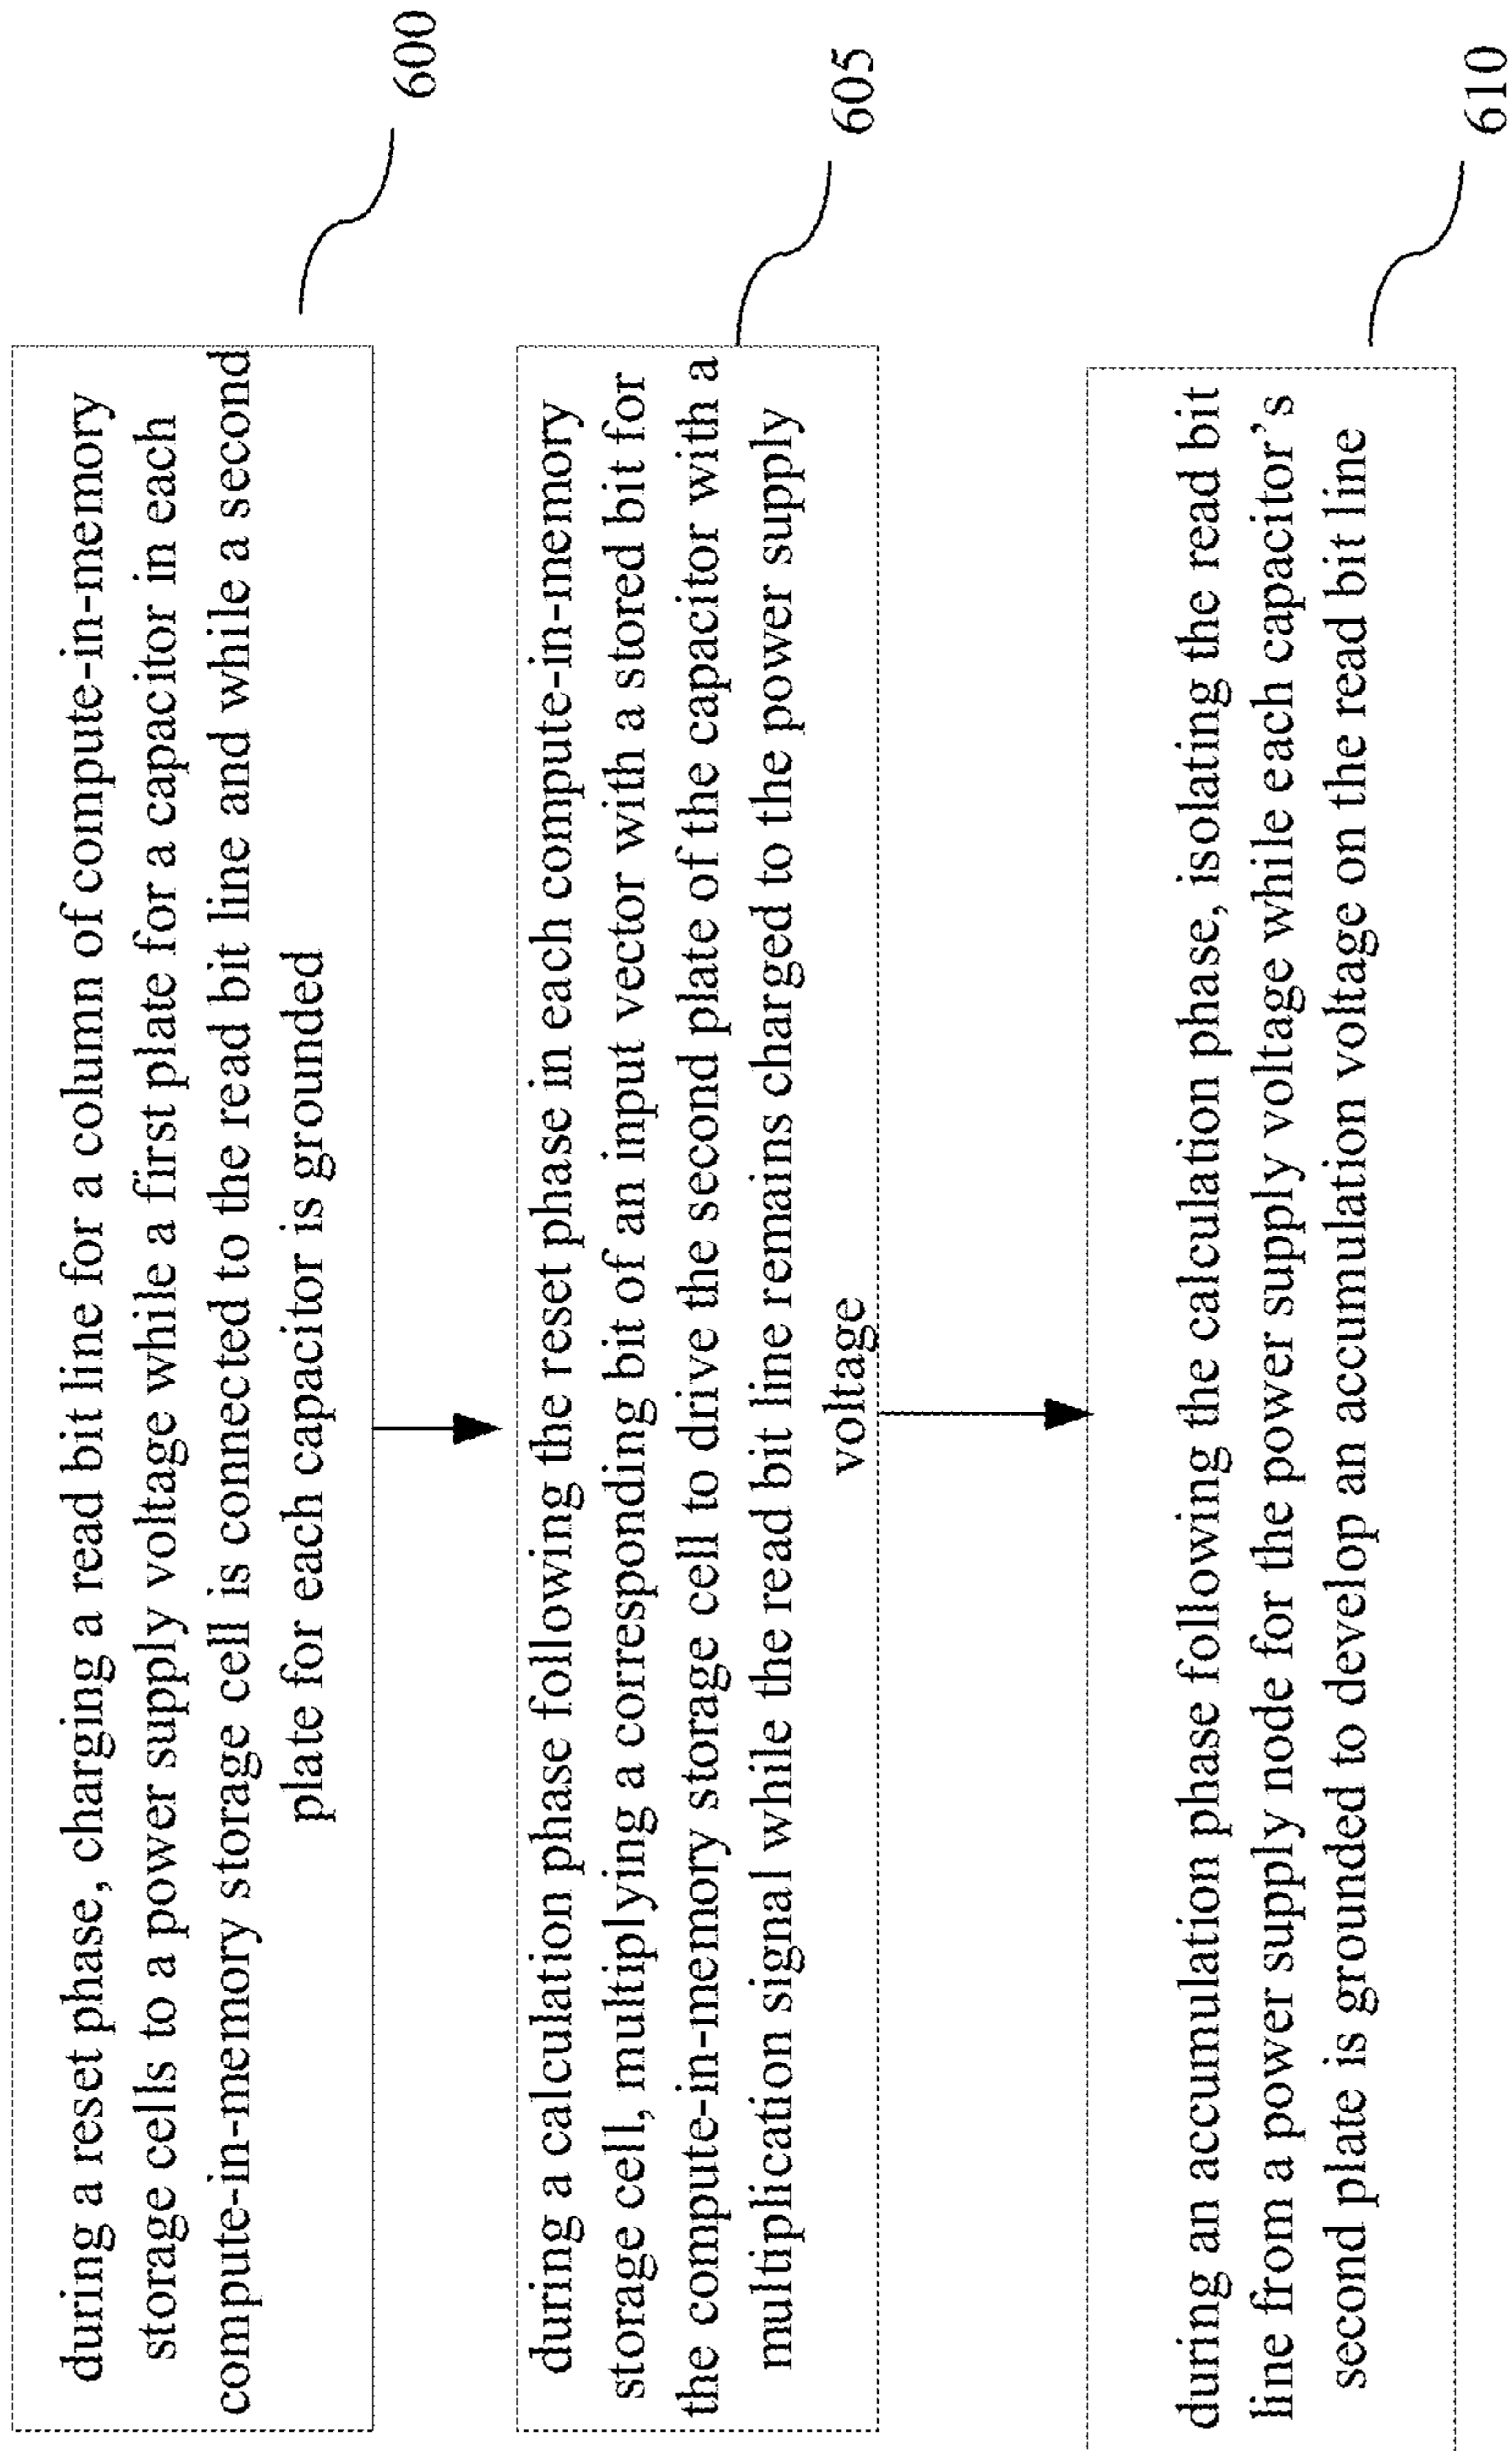 during a reset phase, charging a read bit line for a column of compute-in-memory
storage cells to a power supply voltage while a first plate for a capacitor in each
compute-in-memory storage cell is connected to the read bit line and while a second
plate for each capacitor is grounded
600
during a calculation phase following the reset phase in each compute-in-memory
storage cell, multiplying a corresponding bit of an input vector with a stored bit for
the compute-in-memory storage cell to drive the second plate of the capacitor with a
multiplication signal while the read bit line remains charged to the power supply
voltage
605
during an accumulation phase following the calculation phase, isolating the read bit
line from a power supply node for the power supply voltage while each capacitor's
second plate is grounded to develop an accumulation voltage on the read bit line
610